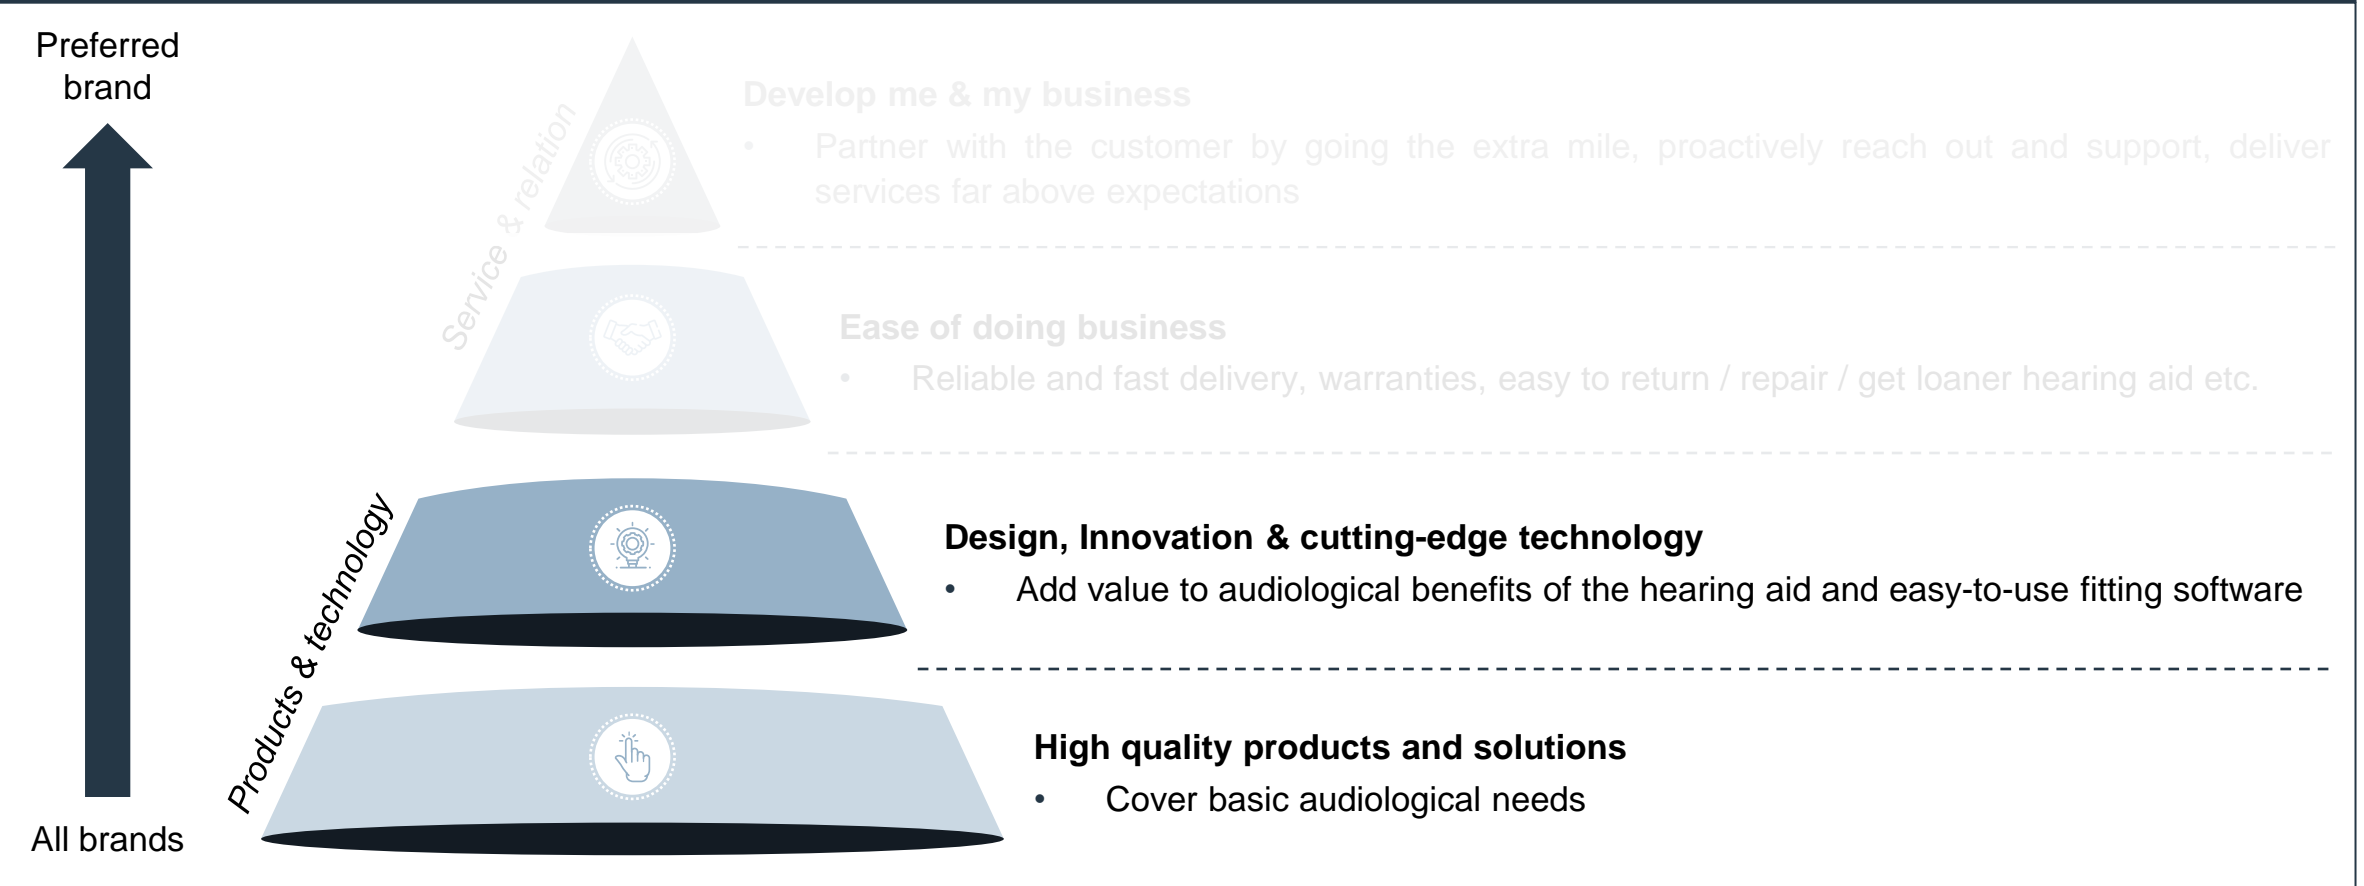 Preferred
brand
Develop me & my business
• Partner with the customer by going the extra mile, proactively reach out and support, deliver
services far above expectations
Service & relation
Ease of doing business
• Reliable and fast delivery, warranties, easy to return / repair / get loaner hearing aid etc.
Products & technology
Design, Innovation & cutting-edge technology
• Add value to audiological benefits of the hearing aid and easy-to-use fitting software
High quality products and solutions
• Cover basic audiological needs
All brands